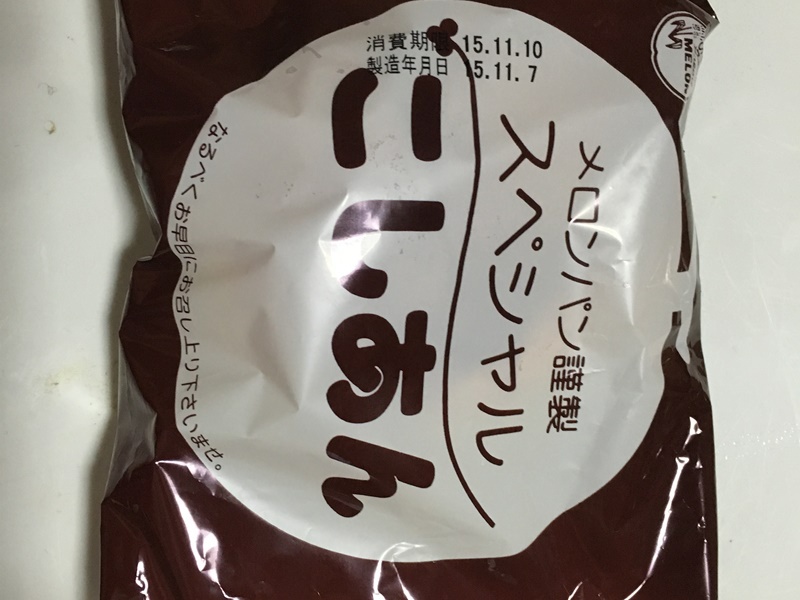 消費期限 15.11.10
製造年月日 15.11.7
メロンパン謹製
スペシャル
こしあん
なるべくお早目にお召し上り下さいませ。